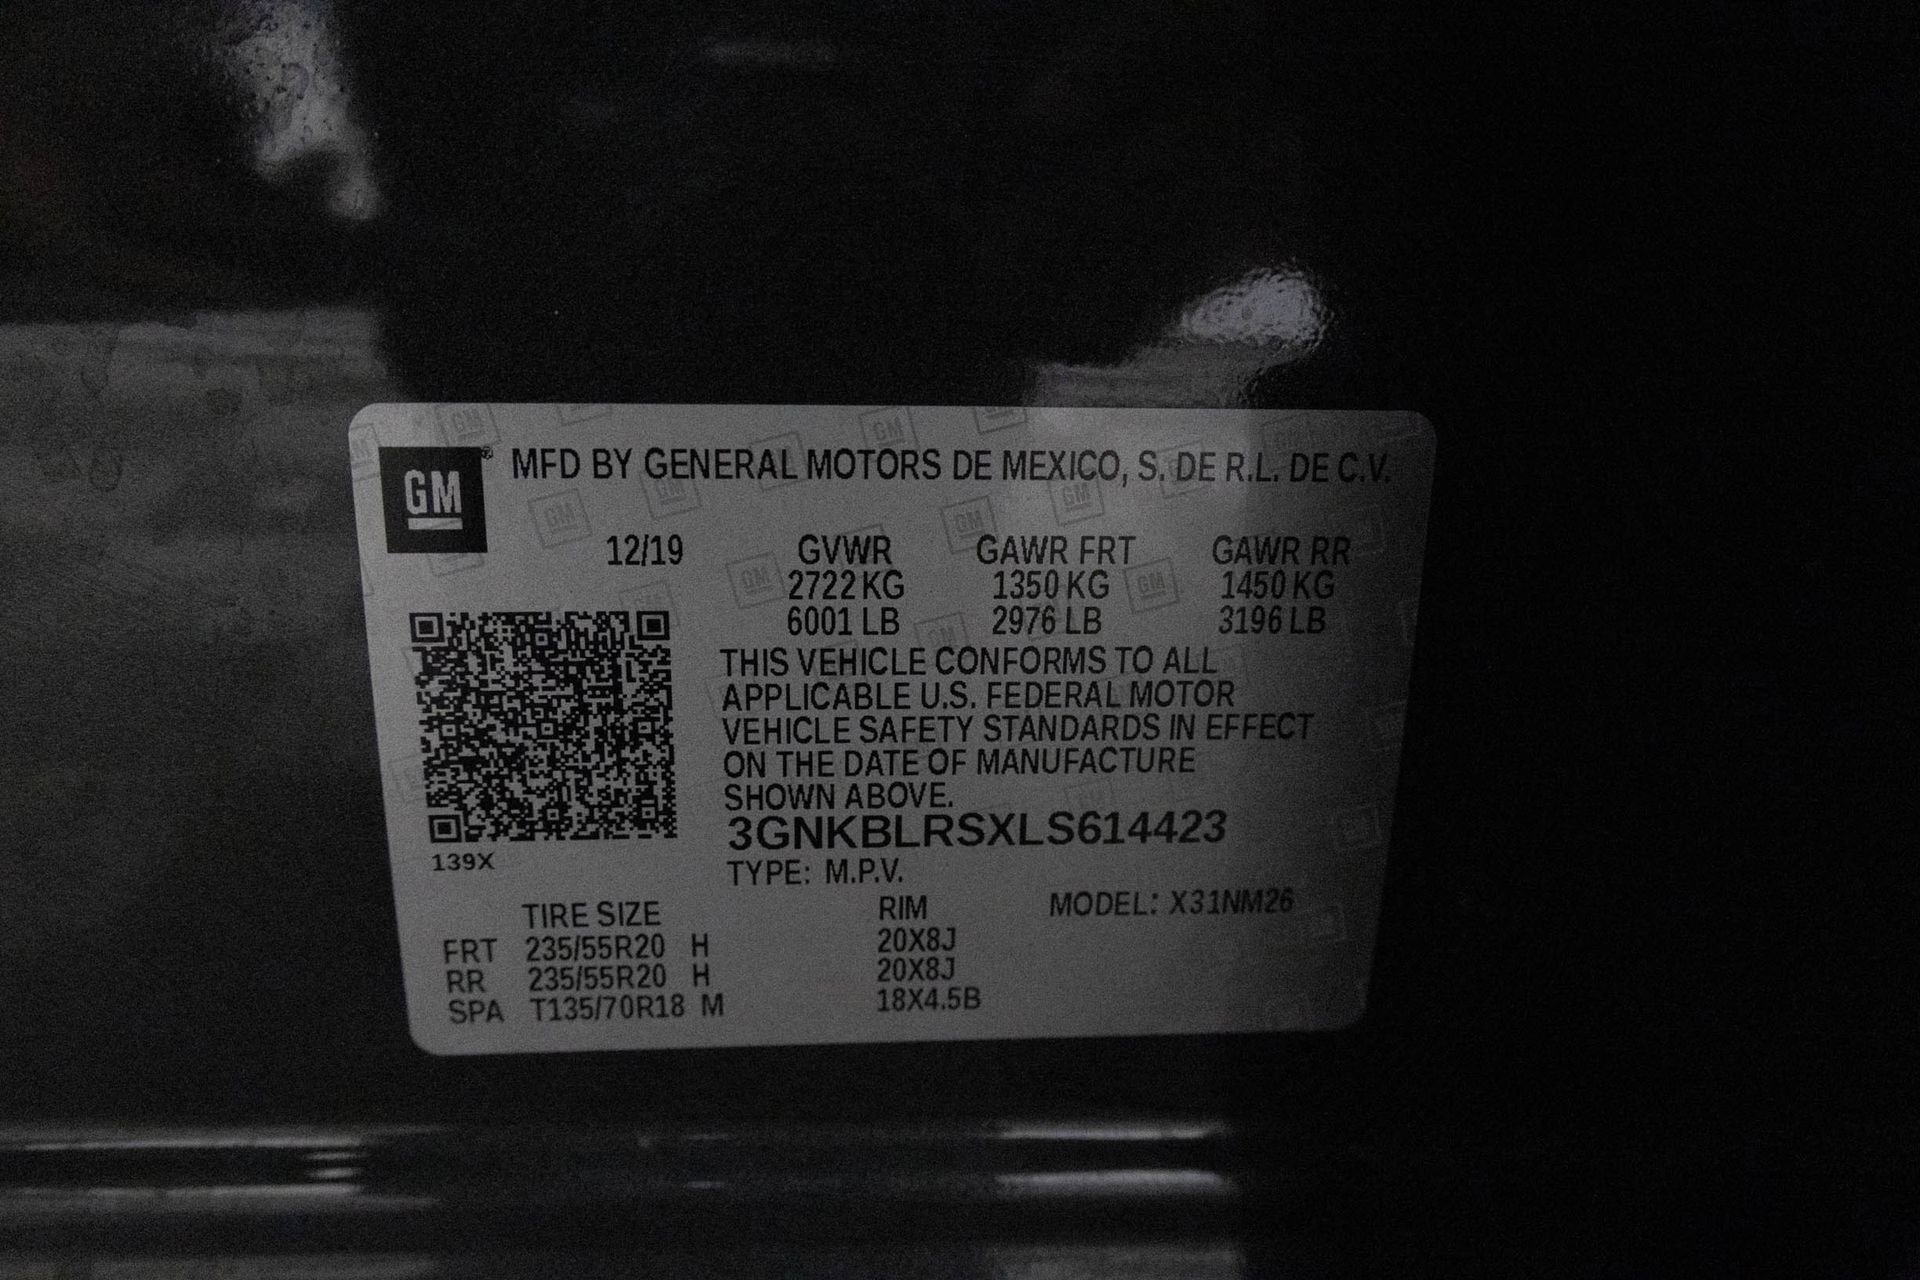 GM® MFD BY GENERAL MOTORS DE MEXICO, S. DE R.L. DE C.V.
12/19 GVWR GAWR FRT GAWR RR
2722 KG 1350 KG 1450 KG
6001 LB 2976 LB 3196 LB
THIS VEHICLE CONFORMS TO ALL
APPLICABLE U.S. FEDERAL MOTOR
VEHICLE SAFETY STANDARDS IN EFFECT
ON THE DATE OF MANUFACTURE
SHOWN ABOVE.
3GNKBLRSXLS614423
139X
TYPE: M.P.V.
TIRE SIZE RIM MODEL: X31NM26
FRT 235/55R20 H 20X8J
RR 235/55R20 H 20X8J
SPA T135/70R18 M 18X4.5B